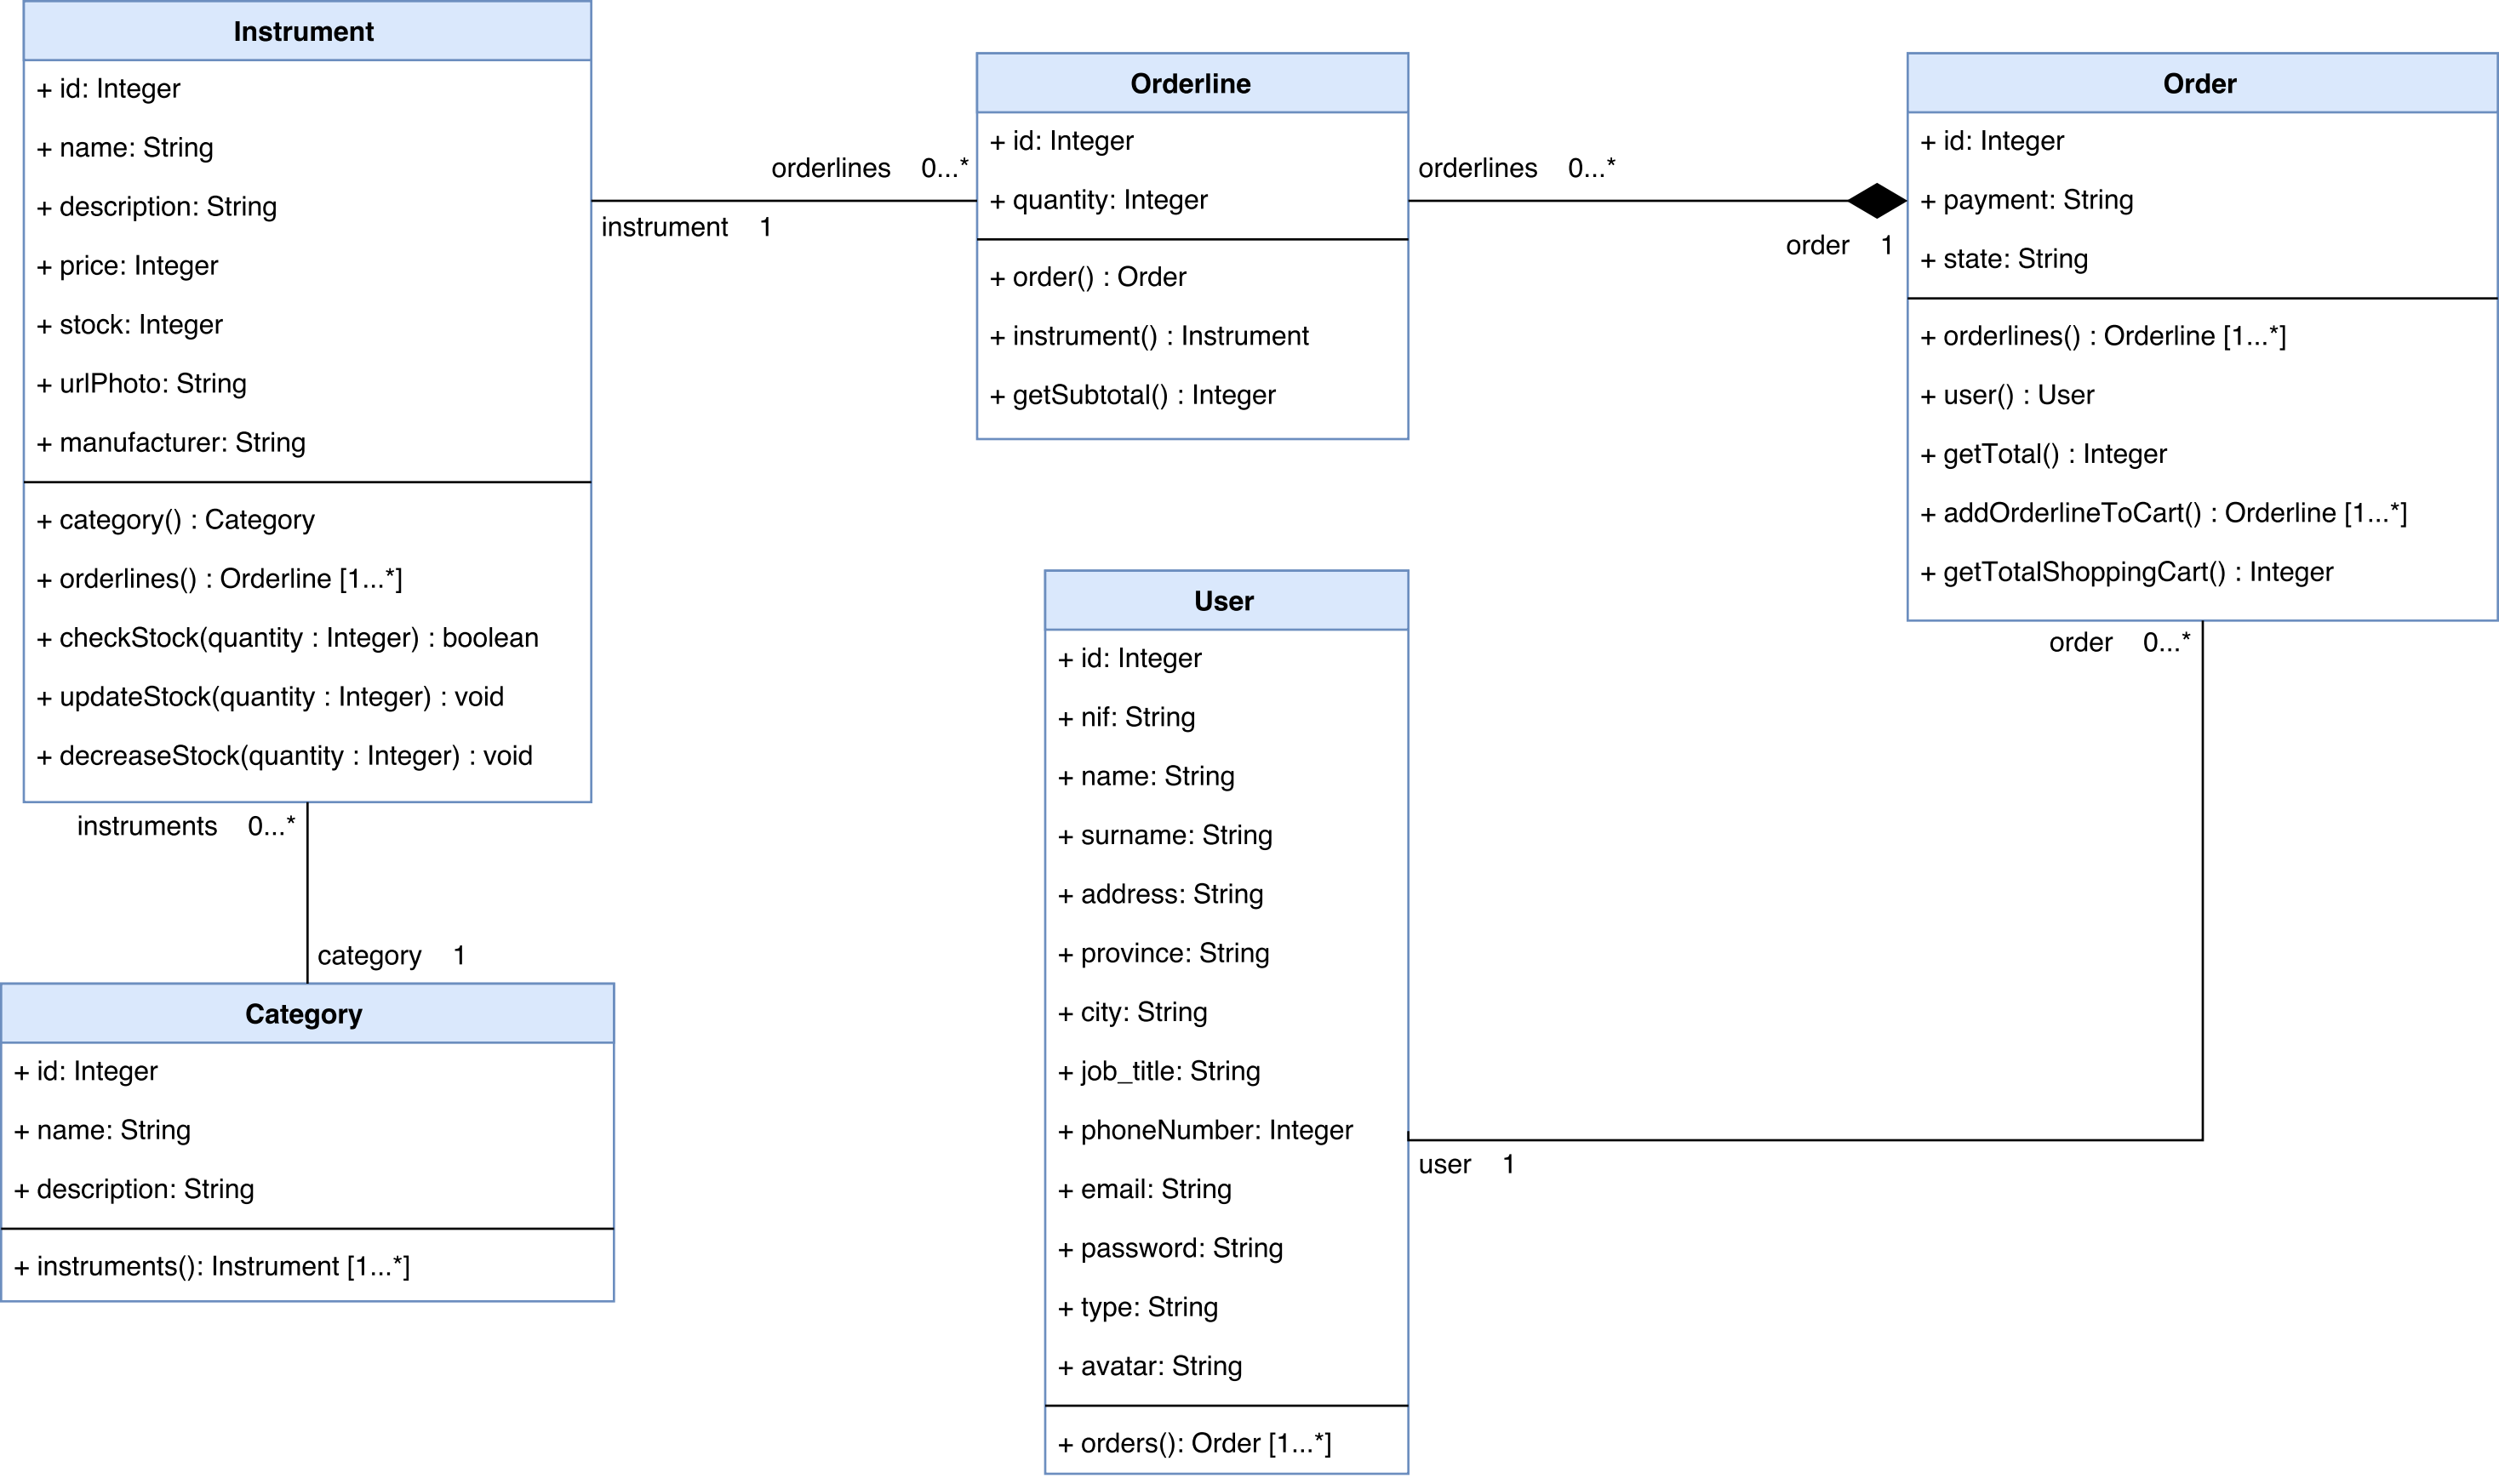 Instrument
+ id: Integer
+ name: String
+ description: String
+ price: Integer
+ stock: Integer
+ urlPhoto: String
+ manufacturer: String
+ category() : Category
+ orderlines() : Orderline [1...*]
+ checkStock(quantity : Integer) : boolean
+ updateStock(quantity : Integer) : void
+ decreaseStock(quantity : Integer) : void
orderlines 0...*
instrument 1
Orderline
+ id: Integer
+ quantity: Integer
+ order() : Order
+ instrument() : Instrument
+ getSubtotal() : Integer
orderlines 0...*
order 1
Order
+ id: Integer
+ payment: String
+ state: String
+ orderlines() : Orderline [1...*]
+ user() : User
+ getTotal() : Integer
+ addOrderlineToCart() : Orderline [1...*]
+ getTotalShoppingCart() : Integer
order 0...*
instruments 0...*
category 1
Category
+ id: Integer
+ name: String
+ description: String
+ instruments(): Instrument [1...*]
User
+ id: Integer
+ nif: String
+ name: String
+ surname: String
+ address: String
+ province: String
+ city: String
+ job_title: String
+ phoneNumber: Integer
+ email: String
+ password: String
+ type: String
+ avatar: String
+ orders(): Order [1...*]
user 1